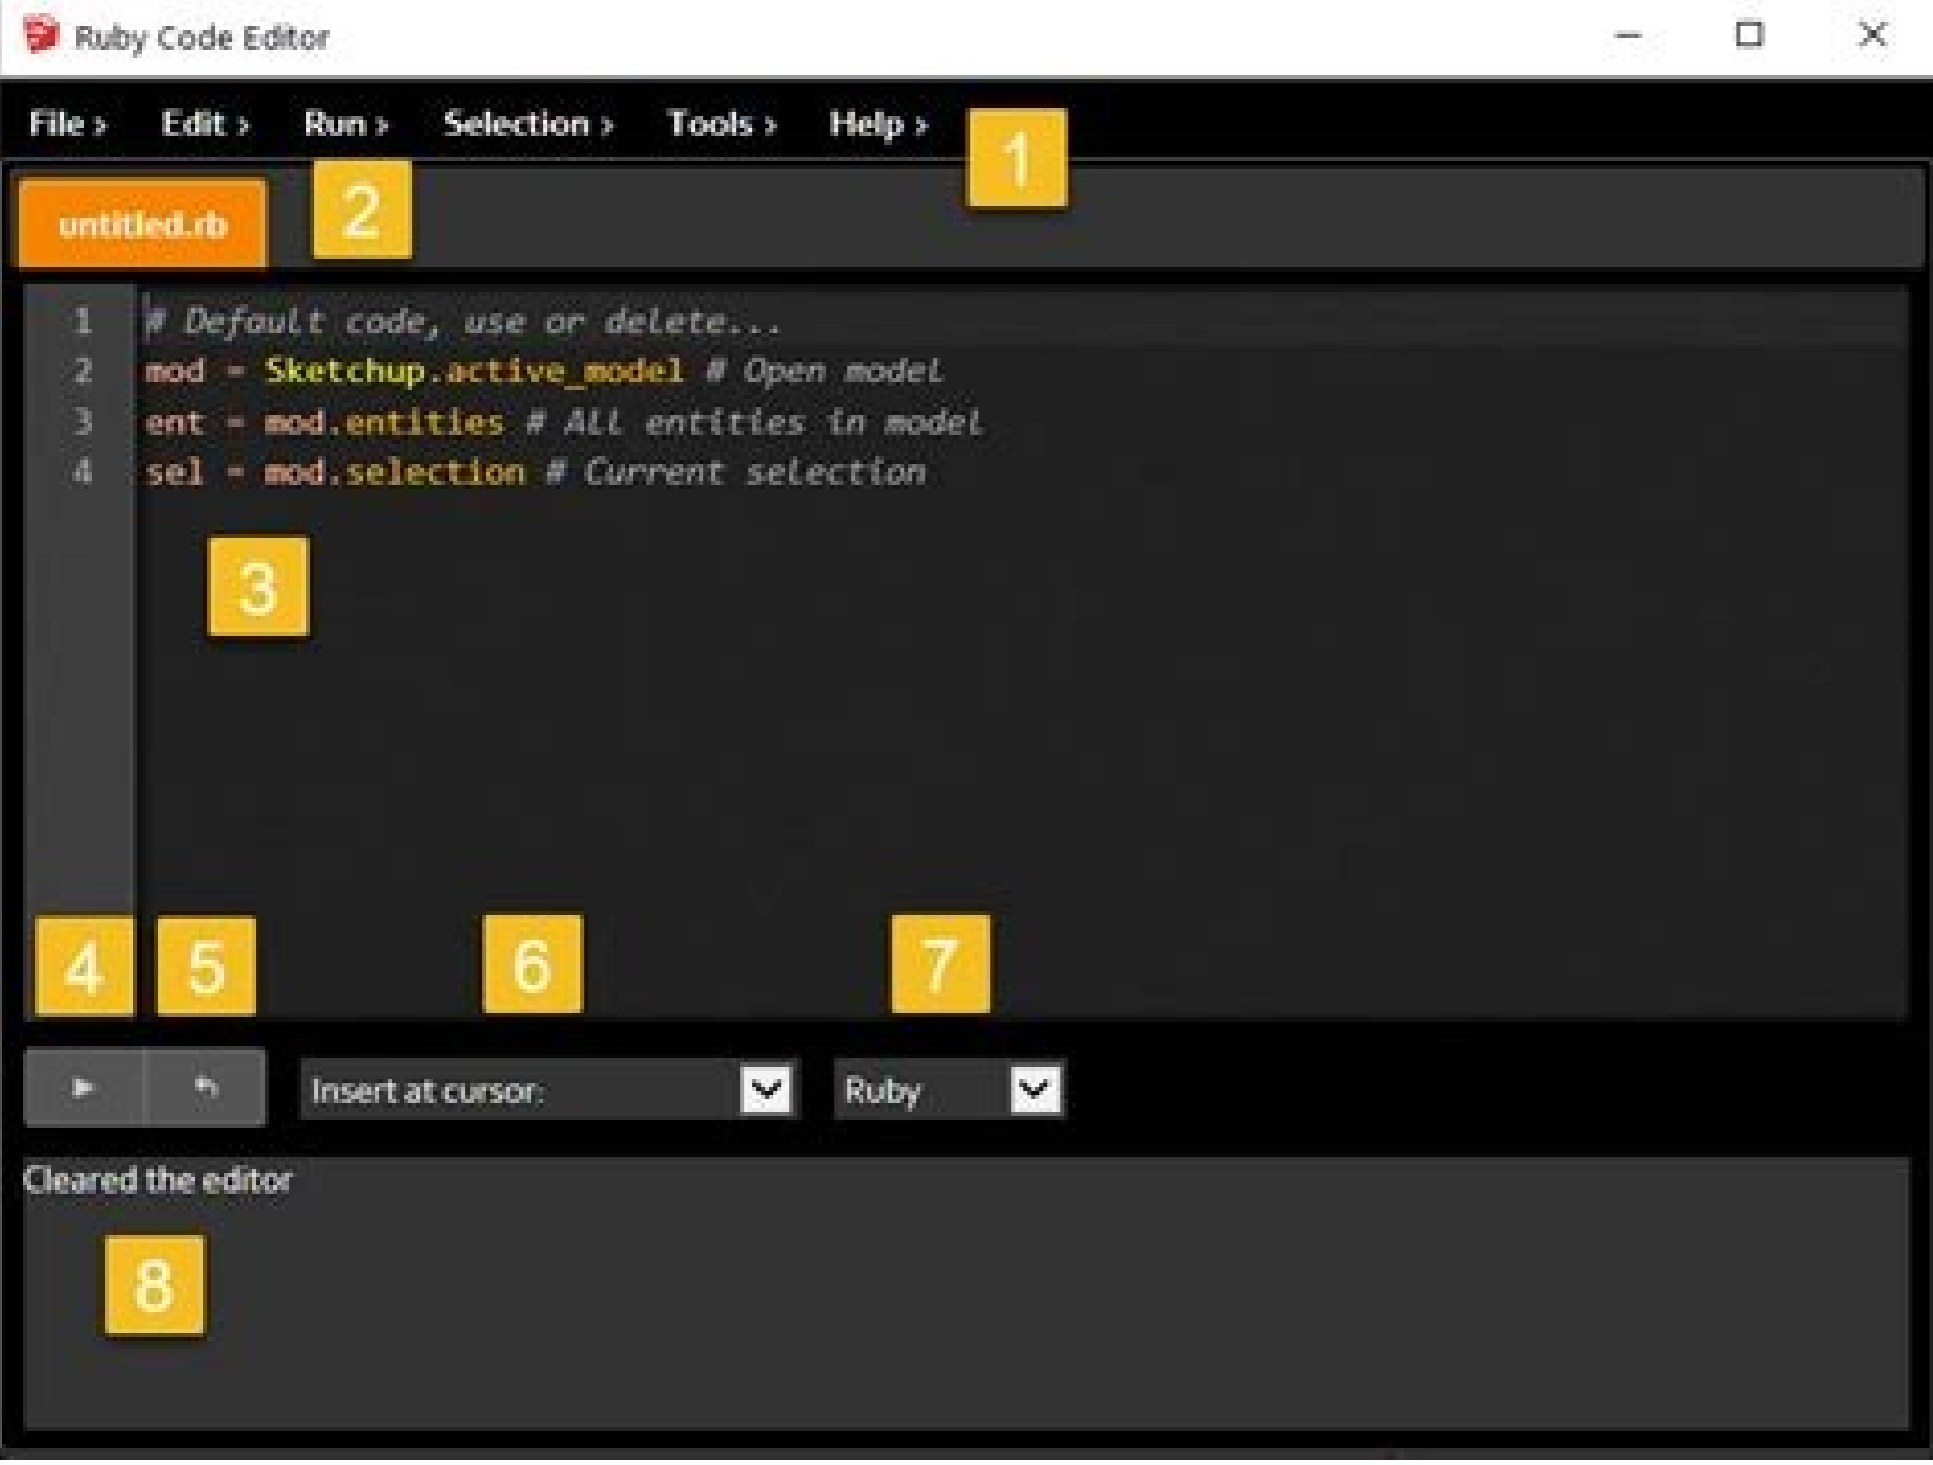 Ruby Code Editor
File › Edit › Run › Selection › Tools › Help ›
1
2
untitled.rb
1 # Default code, use or delete...
2 mod = Sketchup.active_model # Open model
3 ent = mod.entities # All entities in model
4 sel = mod.selection # Current selection
3
4 5 6 7
Insert at cursor: Ruby
Cleared the editor
8